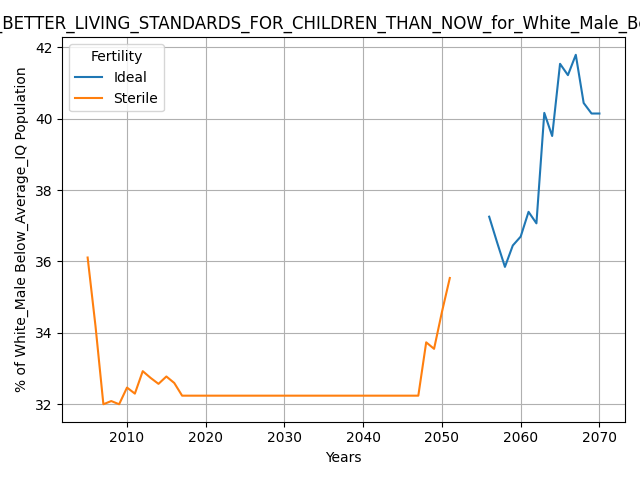 _BETTER_LIVING_STANDARDS_FOR_CHILDREN_THAN_NOW_for_White_Male_Be
Fertility
Ideal
Sterile
% of White_Male Below_Average_IQ Population
42
40
38
36
34
32
2010 2020 2030 2040 2050 2060 2070
Years